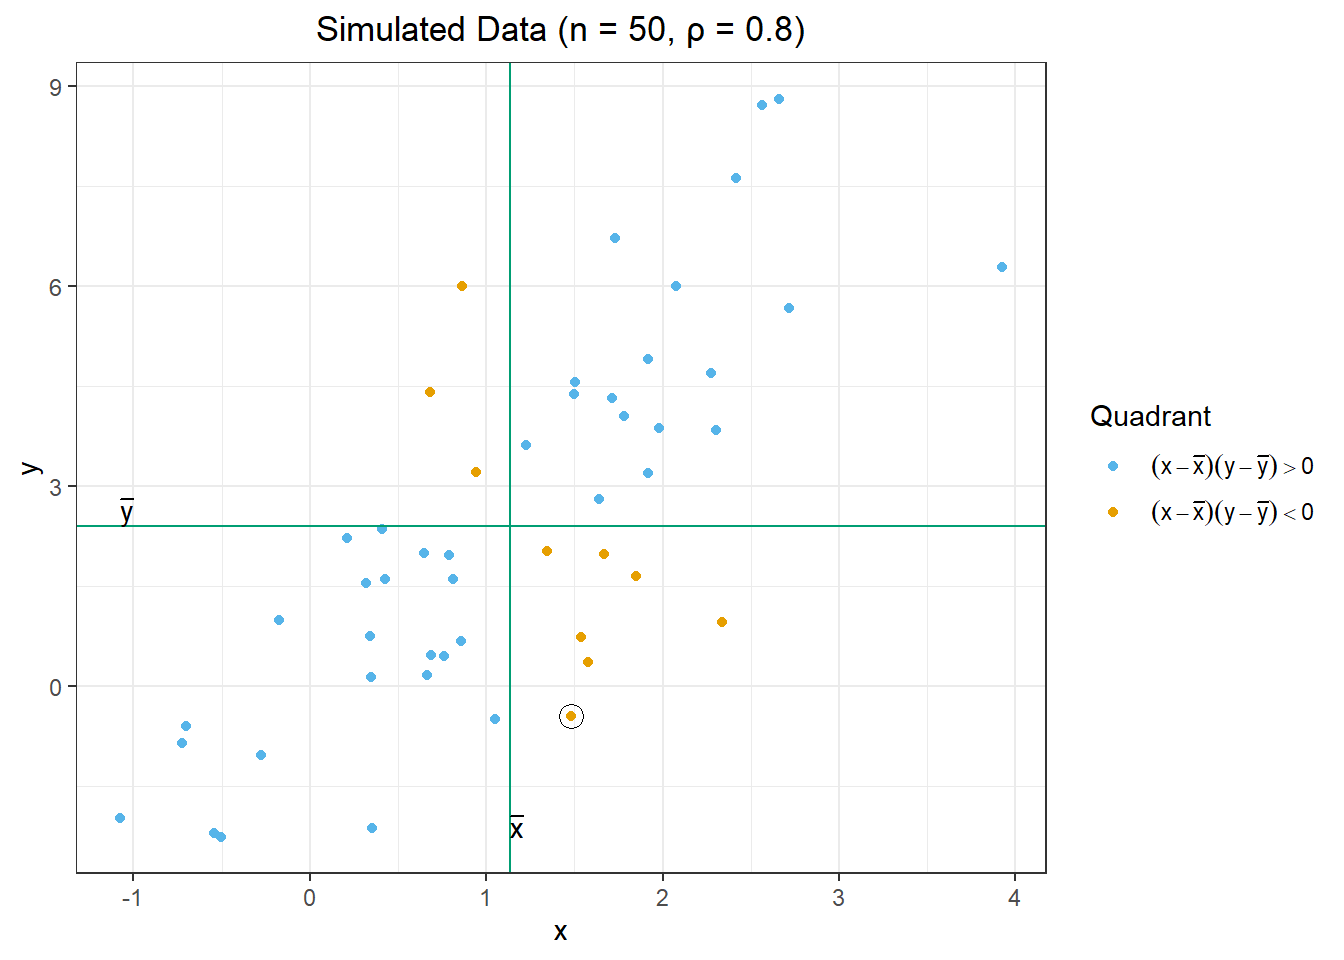 Simulated Data (n = 50, ρ = 0.8)
9
6
3
0
y
y̅
x̅
-1 0 1 2 3 4
x
Quadrant
(x − x̅)(y − y̅) > 0
(x − x̅)(y − y̅) < 0